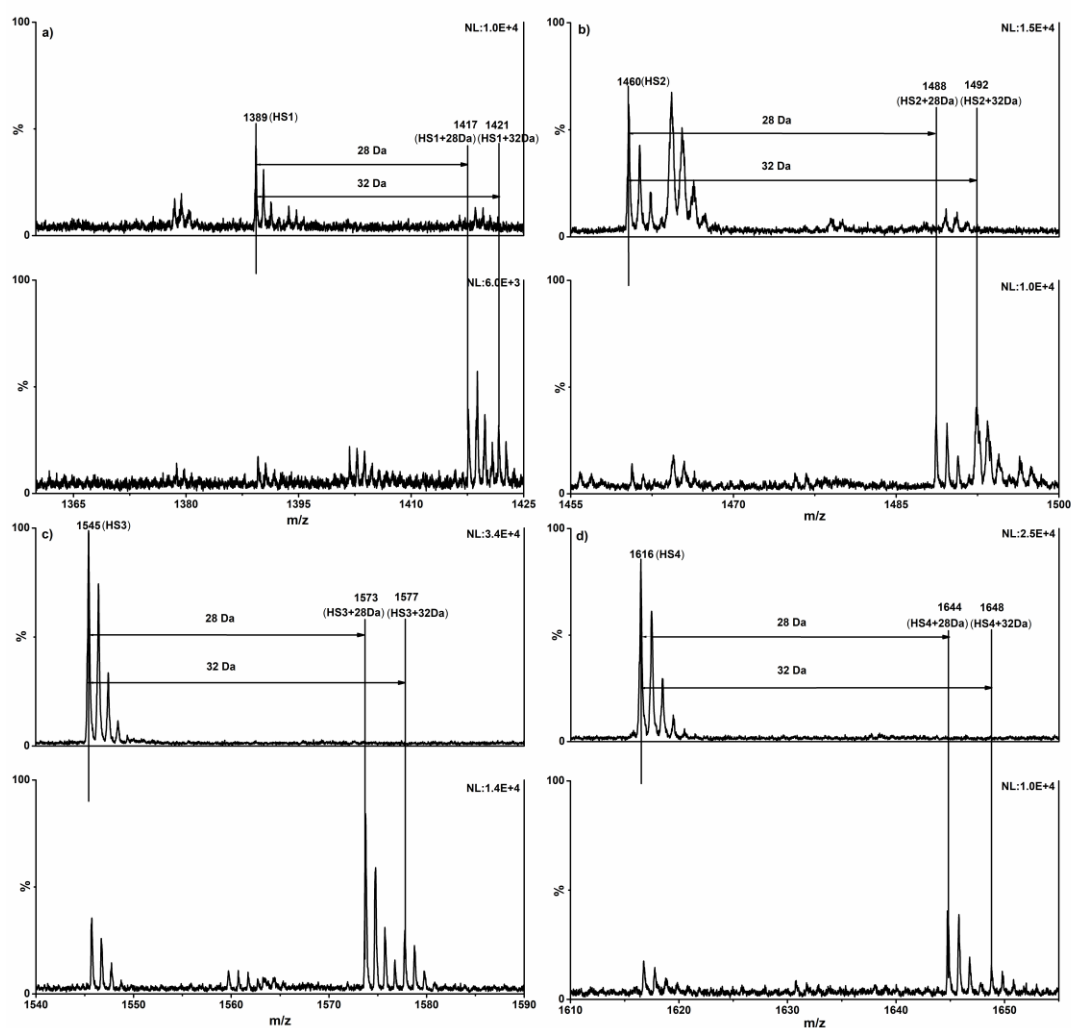 a)
NL:1.0E+4
100
%
0
1389 (HS1)
1417
(HS1+28Da)
1421
(HS1+32Da)
28 Da
32 Da
100
NL:6.0E+3
%
0
1365
1380
1395
1410
1425
m/z
b)
NL:1.5E+4
100
%
0
1460(HS2)
1488
(HS2+28Da)
1492
(HS2+32Da)
28 Da
32 Da
100
NL:1.0E+4
%
0
1455
1470
1485
1500
m/z
c)
NL:3.4E+4
100
%
0
1545(HS3)
1573
(HS3+28Da)
1577
(HS3+32Da)
28 Da
32 Da
100
NL:1.4E+4
%
0
1540
1550
1560
1570
1580
1590
m/z
d)
NL:2.5E+4
100
%
0
1616 (HS4)
1644
(HS4+28Da)
1648
(HS4+32Da)
28 Da
32 Da
100
NL:1.0E+4
%
0
1610
1620
1630
1640
1650
m/z